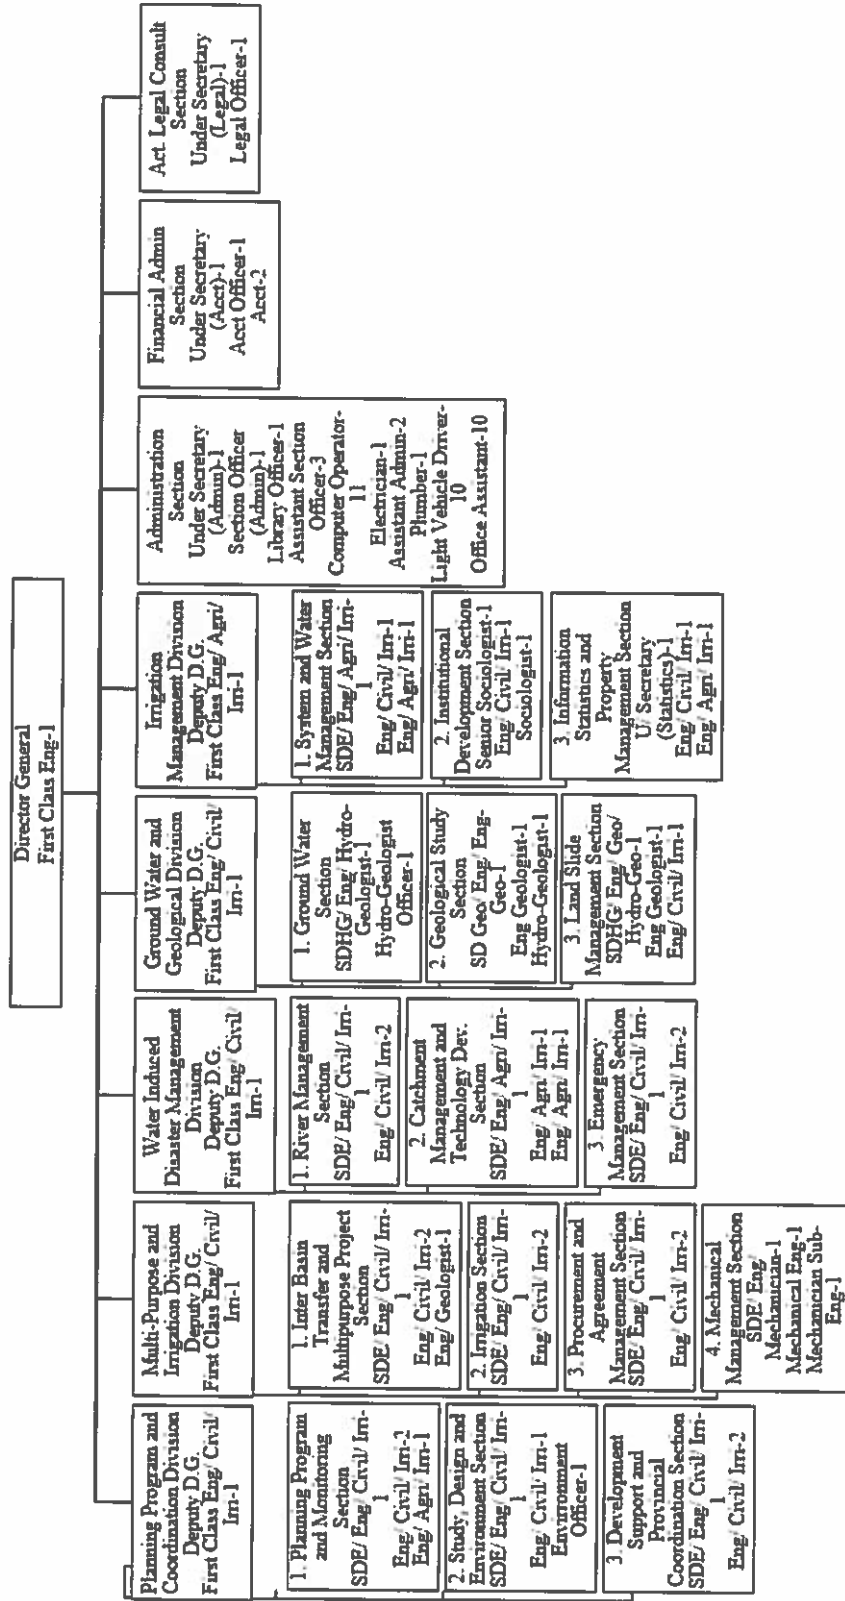 Director General
First Class Eng-1
Planning Program and
Coordination Division
Deputy D.G.
First Class Eng/ Civil/
Irri-1
1. Planning Program
and Monitoring
Section
SDE/ Eng/ Civil/ Irri-
1
Eng/ Civil/ Irri-2
Eng/ Agri/ Irri-1
2. Study, Design and
Environment Section
SDE/ Eng/ Civil/ Irri-
1
Eng/ Civil/ Irri-1
Environment
Officer-1
3. Development
Support and
Provincial
Coordination Section
SDE/ Eng/ Civil/ Irri-
1
Eng/ Civil/ Irri-2
Multi-Purpose and
Irrigation Division
Deputy D.G.
First Class Eng/ Civil/
Irri-1
1. Inter Basin
Transfer and
Multipurpose Project
Section
SDE/ Eng/ Civil/ Irri-
1
Eng/ Civil/ Irri-2
Eng/ Geologist-1
2. Irrigation Section
SDE/ Eng/ Civil/ Irri-
1
Eng/ Civil/ Irri-2
3. Procurement and
Agreement
Management Section
SDE/ Eng/ Civil/ Irri-
1
Eng/ Civil/ Irri-2
4. Mechanical
Management Section
SDE/ Eng/
Mechanician-1
Mechanical Eng-1
Mechanician Sub-
Eng-1
Water Induced
Disaster Management
Division
Deputy D.G.
First Class Eng/ Civil/
Irri-1
1. River Management
Section
SDE/ Eng/ Civil/ Irri-
1
Eng/ Civil/ Irri-2
2. Catchment
Management and
Technology Dev.
Section
SDE/ Eng/ Agri/ Irri-
1
Eng/ Agri/ Irri-1
Eng/ Agri/ Irri-1
3. Emergency
Management Section
SDE/ Eng/ Civil/ Irri-
1
Eng/ Civil/ Irri-2
Ground Water and
Geological Division
Deputy D.G.
First Class Eng/ Civil/
Irri-1
1. Ground Water
Section
SDHG/ Eng/ Hydro-
Geologist-1
Hydro-Geologist
Officer-1
2. Geological Study
Section
SD Geo/ Eng/ Eng-
Geo-1
Eng Geologist-1
Hydro-Geologist-1
3. Land Slide
Management Section
SDHG/ Eng/ Geo/
Hydro-Geo-1
Eng Geologist-1
Eng/ Civil/ Irri-1
Irrigation
Management Division
Deputy D.G.
First Class Eng/ Agri/
Irri-1
1. System and Water
Management Section
SDE/ Eng/ Agri/ Irri-
1
Eng/ Civil/ Irri-1
Eng/ Agri/ Irri-1
2. Institutional
Development Section
Senior Sociologist-1
Eng/ Civil/ Irri-1
Sociologist-1
3. Information
Statistics and
Property
Management Section
U/ Secretary
(Statistics)-1
Eng/ Civil/ Irri-1
Eng/ Agri/ Irri-1
Administration
Section
Under Secretary
(Admin)-1
Section Officer
(Admin)-1
Library Officer-1
Assistant Section
Officer-3
Computer Operator-
11
Electrician-1
Assistant Admin-2
Plumber-1
Light Vehicle Driver-
10
Office Assistant-10
Financial Admin
Section
Under Secretary
(Acct)-1
Acct Officer-1
Acct-2
Act. Legal Consult
Section
Under Secretary
(Legal)-1
Legal Officer-1